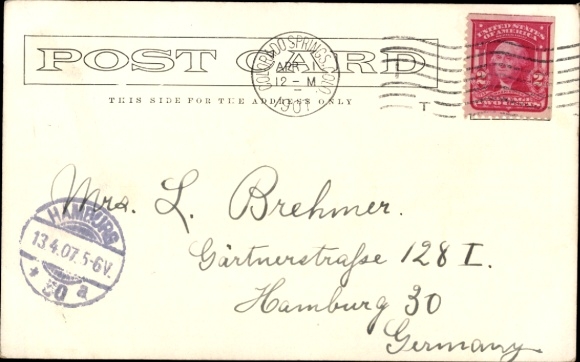 POST CARD
THIS SIDE FOR THE ADDRESS ONLY
COLORADO SPRINGS, COLO.
APR
12 - M
1907
T
UNITED STATES
OF AMERICA
2 2
TWO CENTS
Mrs. L. Brehmer.
Gärtnerstraße 128 I.
Hamburg 30
Germany.
HAMBURG
13.4.07.5-6V.
* 30 a